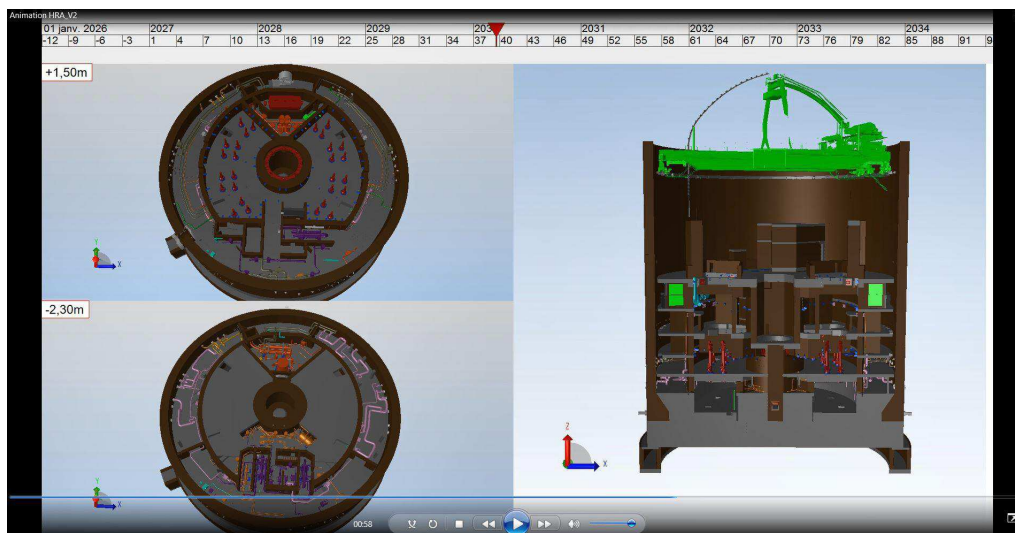 Animation HRA_V2
01 janv. 2026 2027 2028 2029 203 2031 2032 2033 2034
-12 -9 -6 -3 1 4 7 10 13 16 19 22 25 28 31 34 37 40 43 46 49 52 55 58 61 64 67 70 73 76 79 82 85 88 91 9
+1,50m
Y
X
-2,30m
Y
X
Z
X
00:58